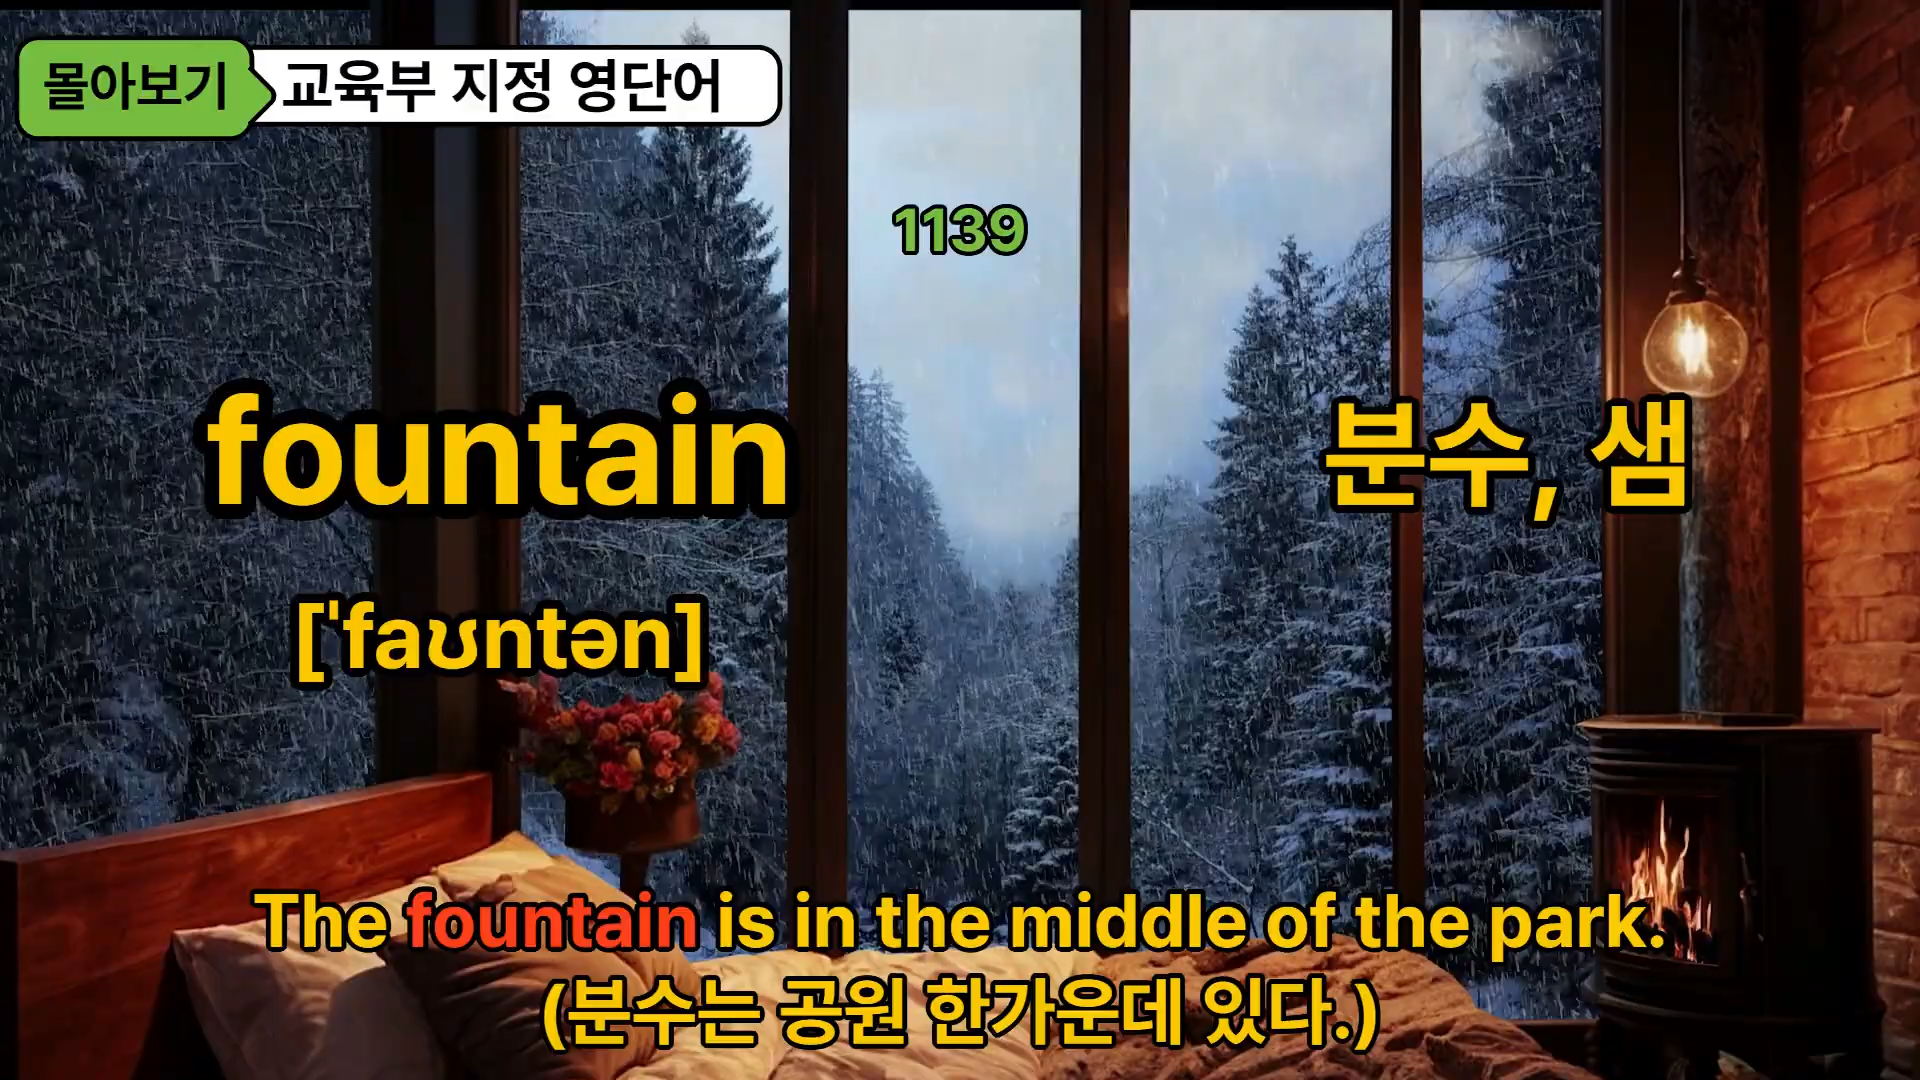 몰아보기 교육부 지정 영단어
1139
fountain
분수, 샘
[ˈfaʊntən]
The fountain is in the middle of the park.
(분수는 공원 한가운데 있다.)